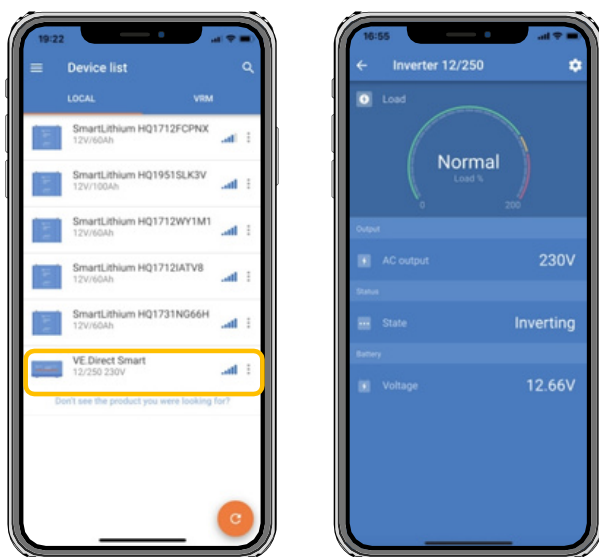 19:22
Device list
LOCAL VRM
SmartLithium HQ1712FCPNX
12V/60Ah
SmartLithium HQ1951SLK3V
12V/100Ah
SmartLithium HQ1712WY1M1
12V/60Ah
SmartLithium HQ1712IATV8
12V/60Ah
SmartLithium HQ1731NG66H
12V/60Ah
VE.Direct Smart
12/250 230V
Don't see the product you were looking for?
16:55
Inverter 12/250
Load
Normal
Load %
0 200
Output
AC output 230V
Status
State Inverting
Battery
Voltage 12.66V